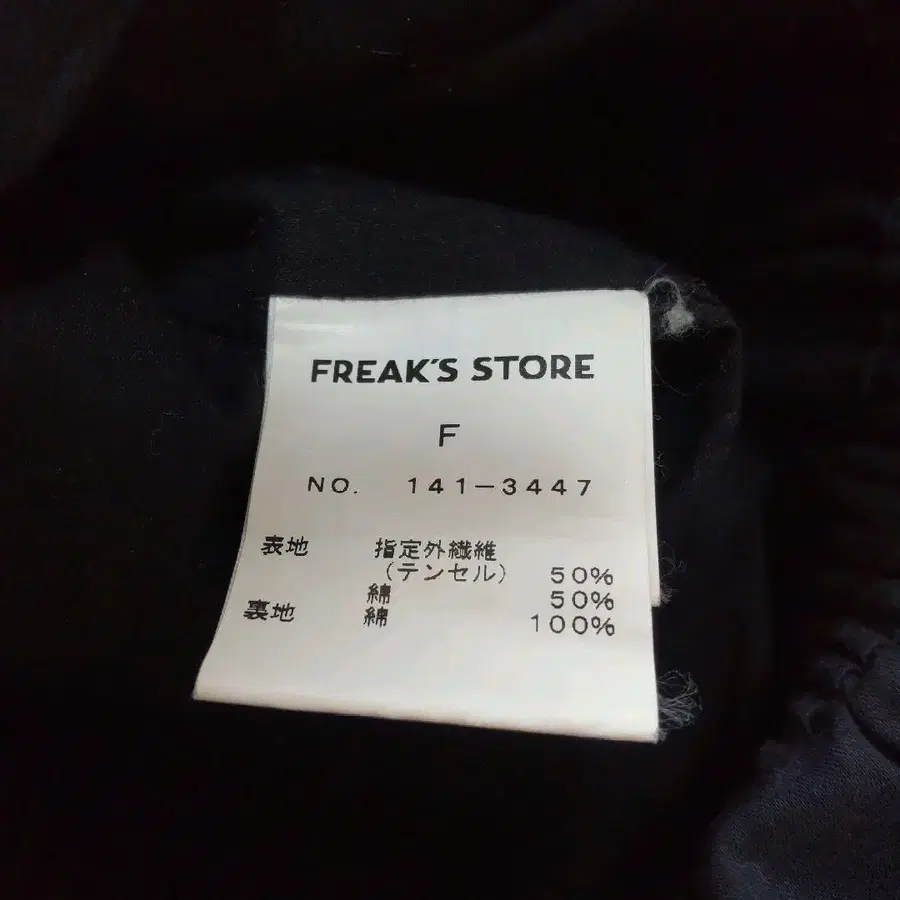 FREAK'S STORE
F
NO. 141-3447
表地 指定外繊維
(テンセル) 50%
綿 50%
裏地 綿 100%